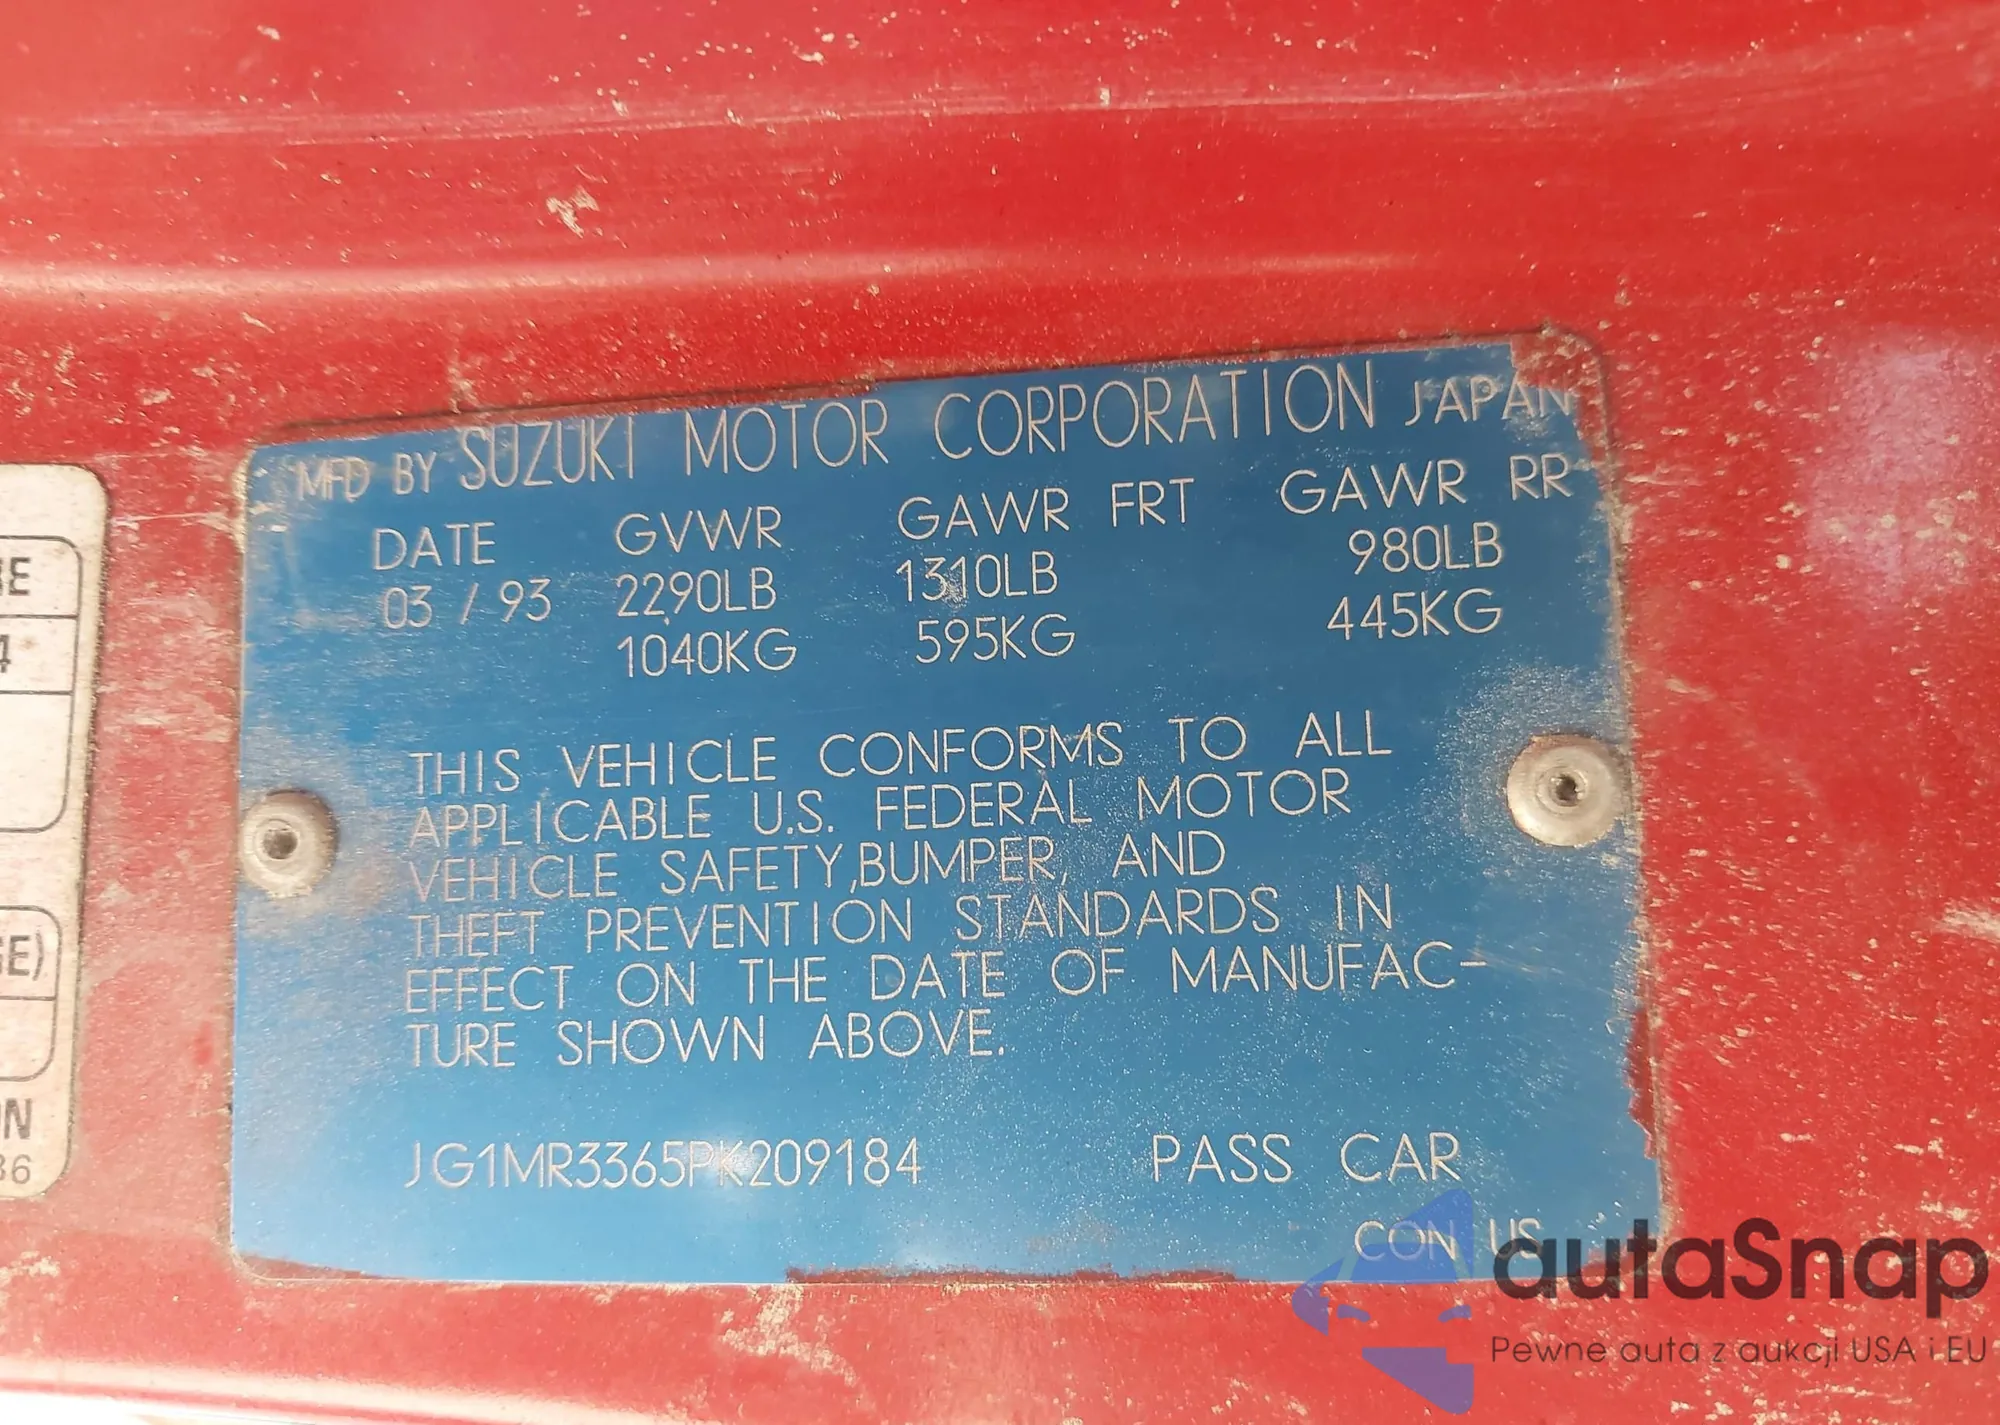 MFD BY SUZUKI MOTOR CORPORATION JAPAN
DATE GVWR GAWR FRT GAWR RR
03 / 93 2290LB 1310LB 980LB
1040KG 595KG 445KG
THIS VEHICLE CONFORMS TO ALL
APPLICABLE U.S. FEDERAL MOTOR
VEHICLE SAFETY,BUMPER, AND
THEFT PREVENTION STANDARDS IN
EFFECT ON THE DATE OF MANUFAC-
TURE SHOWN ABOVE.
JG1MR3365PK209184 PASS CAR
CON US
autaSnap
Pewne auta z aukcji USA i EU